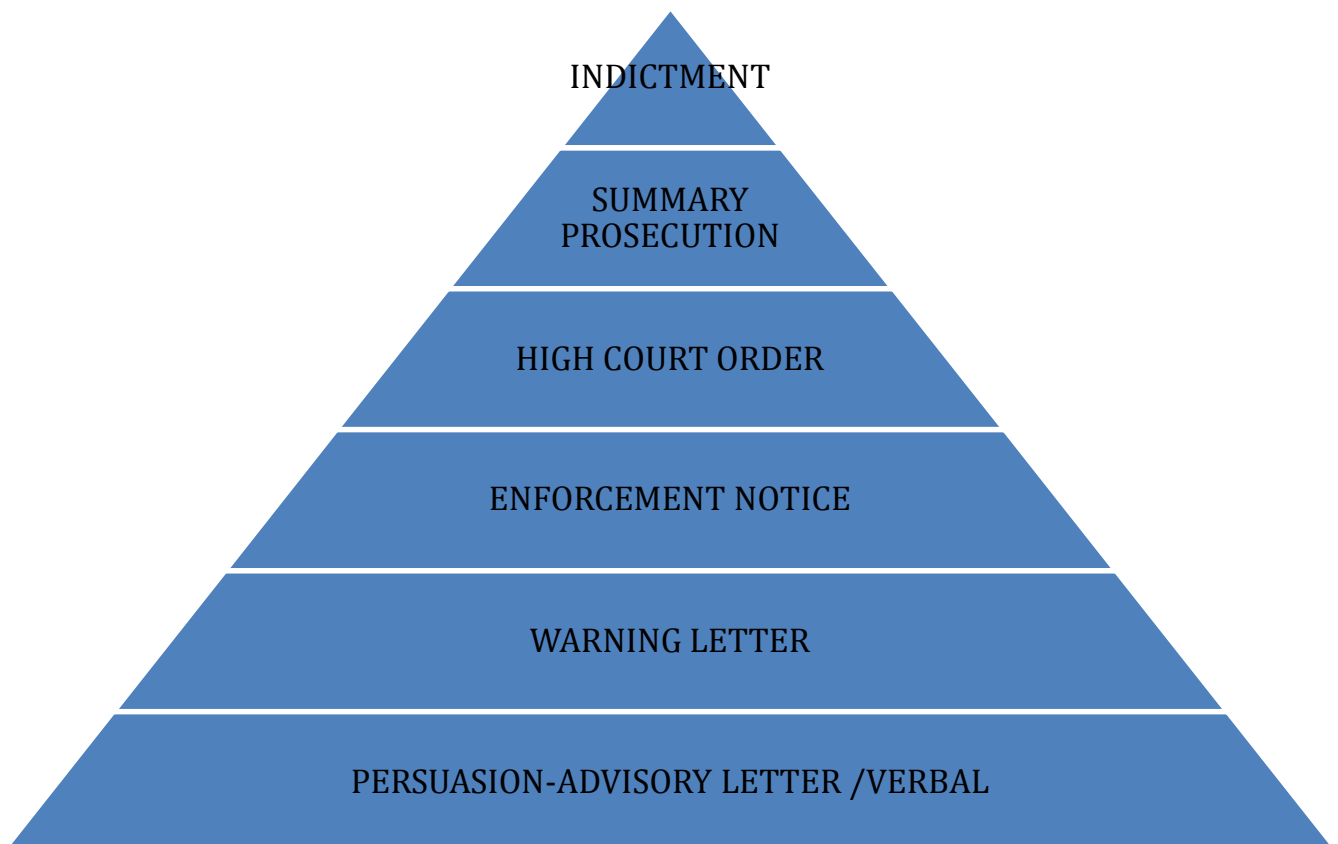 INDICTMENT
SUMMARY
PROSECUTION
HIGH COURT ORDER
ENFORCEMENT NOTICE
WARNING LETTER
PERSUASION-ADVISORY LETTER /VERBAL